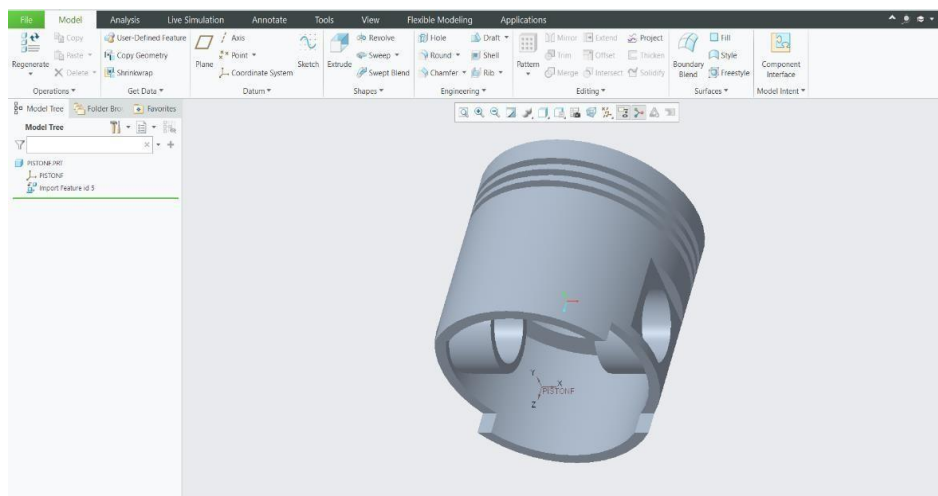 File Model Analysis Live Simulation Annotate Tools View Flexible Modeling Applications
Copy User-Defined Feature Axis Revolve Hole Draft Mirror Extend Project Fill
Regenerate Paste Copy Geometry Plane Point Sketch Extrude Sweep Round Shell Pattern Trim Offset Thicken Boundary Blend Style Component Interface
Delete Shrinkwrap Coordinate System Swept Blend Chamfer Rib Merge Intersect Solidify Freestyle
Operations Get Data Datum Shapes Engineering Editing Surfaces Model Intent
Model Tree Folder Bro Favorites
Model Tree
PISTONF.PRT
PISTONF
Import Feature id 5
Y
X
PISTONF
Z